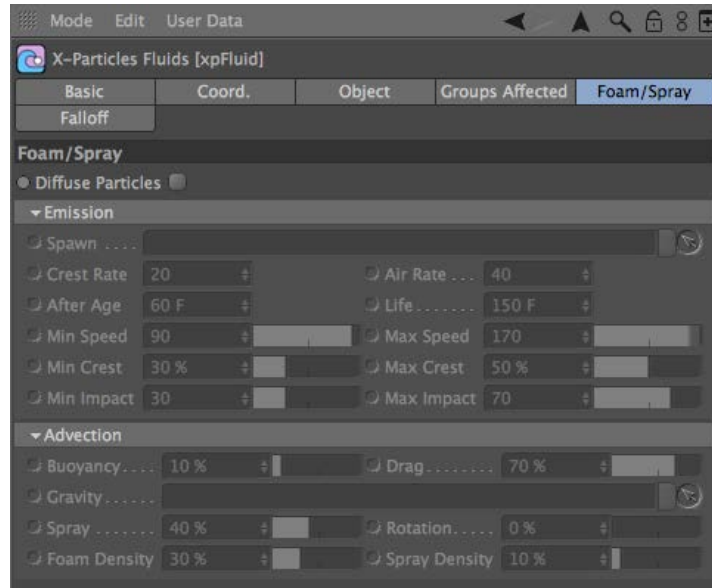 Mode Edit User Data
X-Particles Fluids [xpFluid]
Basic Coord. Object Groups Affected Foam/Spray
Falloff
Foam/Spray
Diffuse Particles
Emission
Spawn ....
Crest Rate 20 Air Rate ... 40
After Age 60 F Life....... 150 F
Min Speed 90 Max Speed 170
Min Crest 30 % Max Crest 50 %
Min Impact 30 Max Impact 70
Advection
Buoyancy.... 10 % Drag........ 70 %
Gravity......
Spray ....... 40 % Rotation..... 0 %
Foam Density 30 % Spray Density 10 %